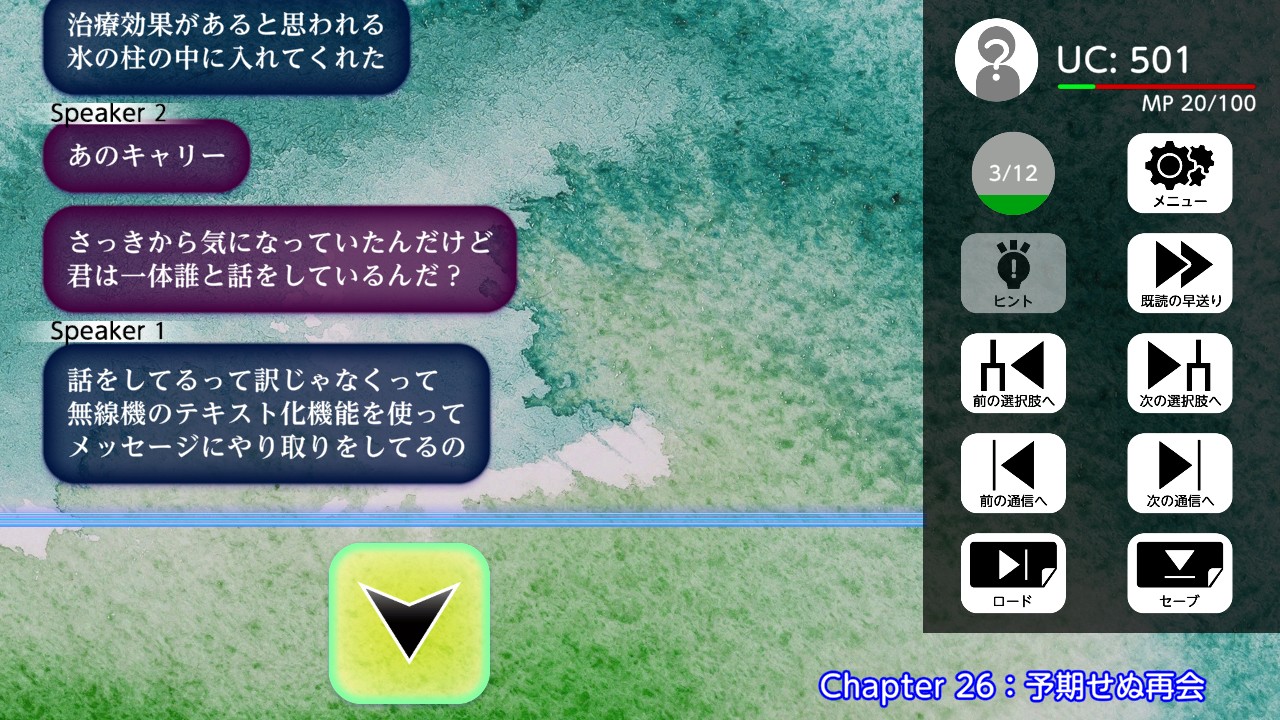 治療効果があると思われる
氷の柱の中に入れてくれた
Speaker 2
あのキャリー
さっきから気になっていたんだけど
君は一体誰と話をしているんだ？
Speaker 1
話をしてるって訳じゃなくって
無線機のテキスト化機能を使って
メッセージにやり取りをしてるの
UC: 501
MP 20/100
3/12
メニュー
ヒント
既読の早送り
前の選択肢へ
次の選択肢へ
前の通信へ
次の通信へ
ロード
セーブ
Chapter 26：予期せぬ再会